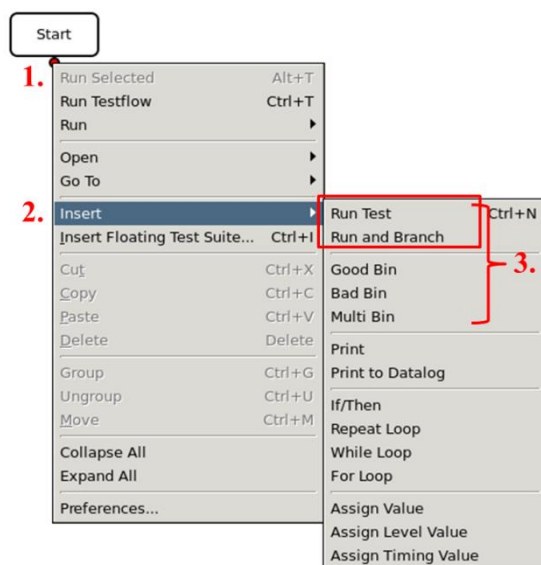 Start
1.
Run Selected Alt+T
Run Testflow Ctrl+T
Run
Open
Go To
2. Insert
Insert Floating Test Suite... Ctrl+I
Cut Ctrl+X
Copy Ctrl+C
Paste Ctrl+V
Delete Delete
Group Ctrl+G
Ungroup Ctrl+U
Move Ctrl+M
Collapse All
Expand All
Preferences...
Run Test Ctrl+N
Run and Branch
3.
Good Bin
Bad Bin
Multi Bin
Print
Print to Datalog
If/Then
Repeat Loop
While Loop
For Loop
Assign Value
Assign Level Value
Assign Timing Value